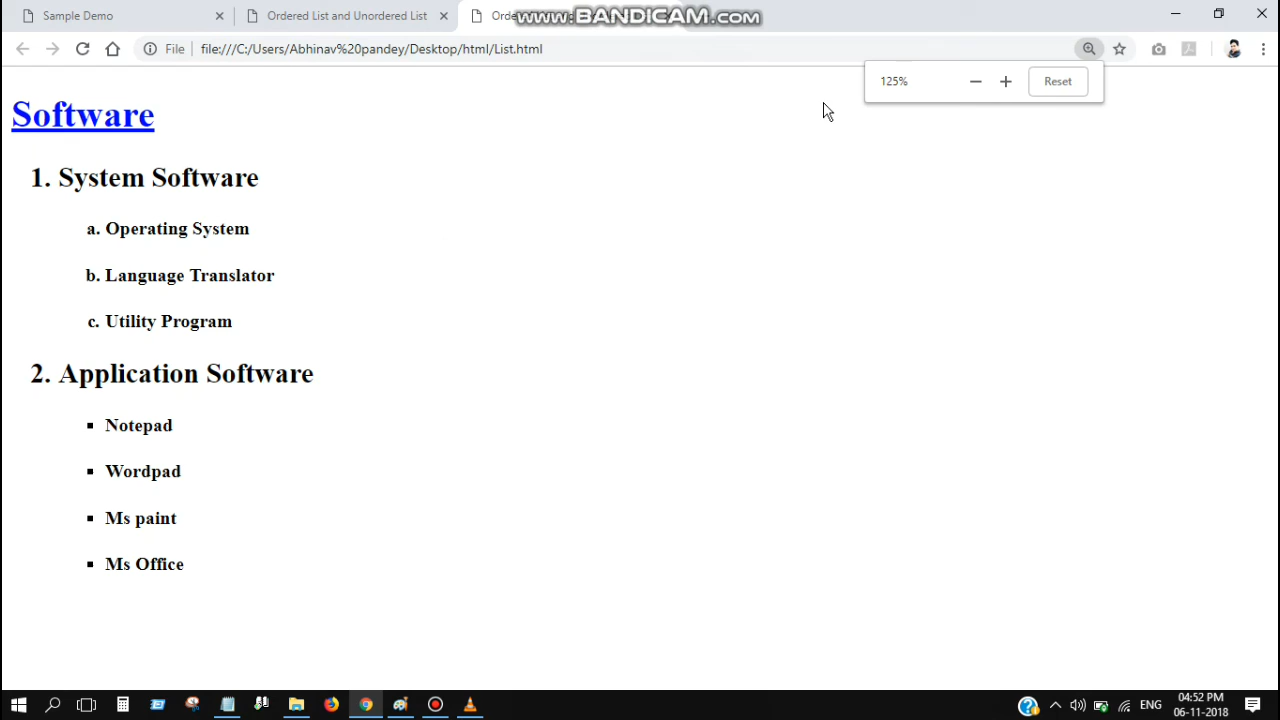 Sample Demo
Ordered List and Unordered List
Orde
www.BANDICAM.com
File
file:///C:/Users/Abhinav%20pandey/Desktop/html/List.html
125%
Reset
Software
1. System Software
a. Operating System
b. Language Translator
c. Utility Program
2. Application Software
Notepad
Wordpad
Ms paint
Ms Office
ENG
04:52 PM
06-11-2018